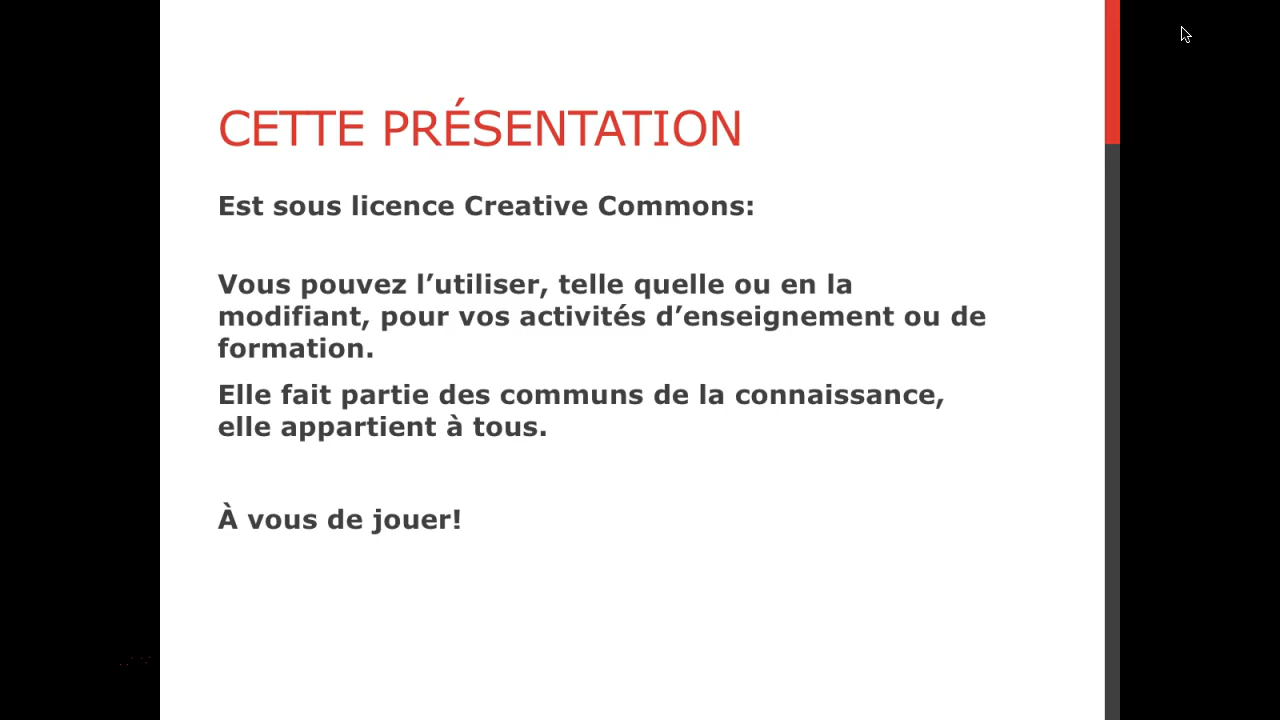 CETTE PRÉSENTATION
Est sous licence Creative Commons:
Vous pouvez l’utiliser, telle quelle ou en la
modifiant, pour vos activités d’enseignement ou de
formation.
Elle fait partie des communs de la connaissance,
elle appartient à tous.
À vous de jouer!